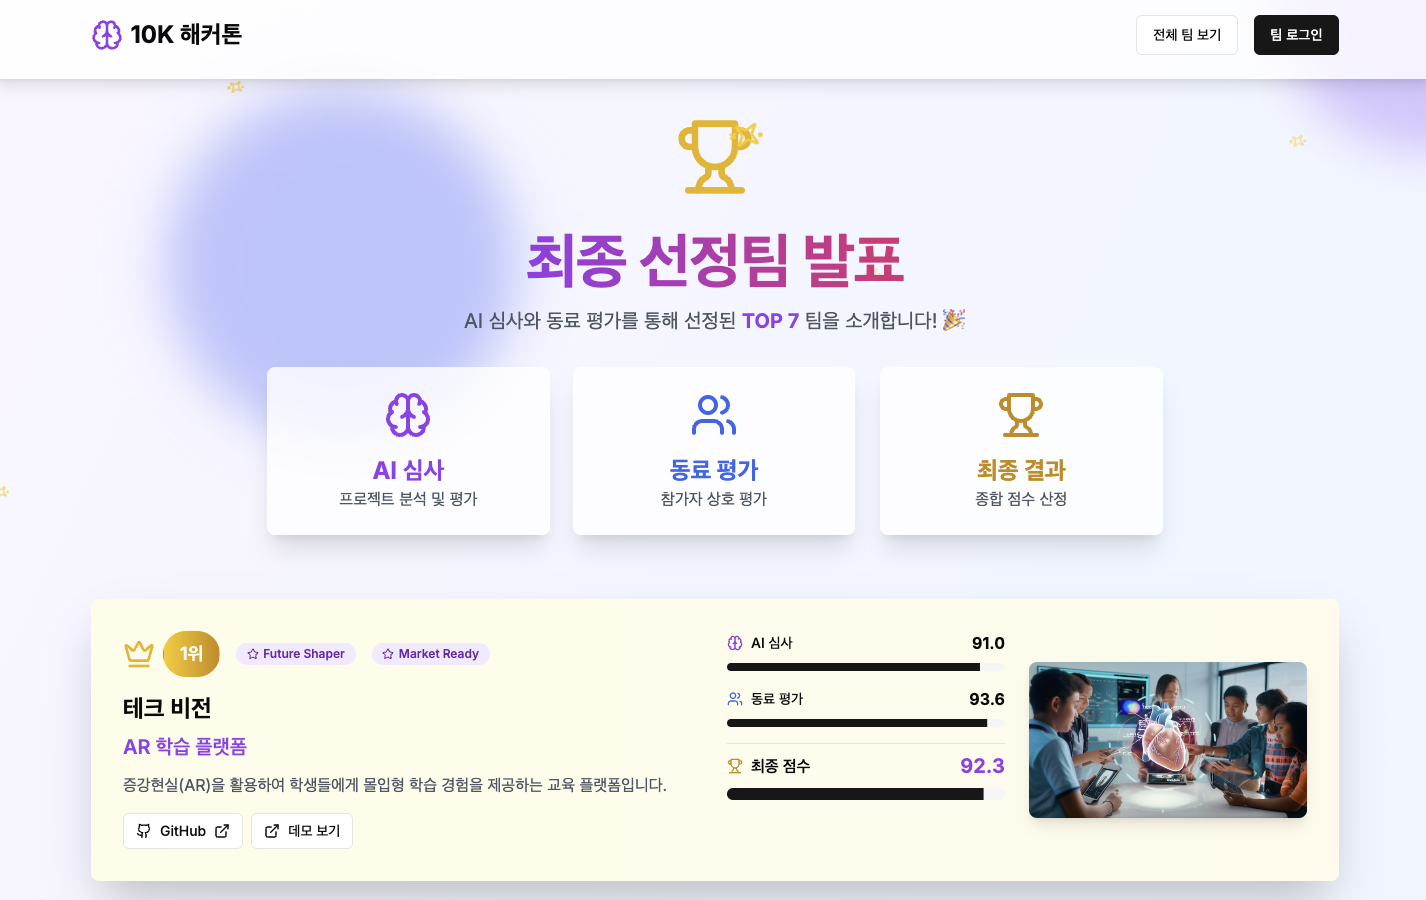 10K 해커톤
전체 팀 보기
팀 로그인
최종 선정팀 발표
AI 심사와 동료 평가를 통해 선정된 TOP 7 팀을 소개합니다! 🎉
AI 심사
프로젝트 분석 및 평가
동료 평가
참가자 상호 평가
최종 결과
종합 점수 산정
1위
Future Shaper
Market Ready
테크 비전
AR 학습 플랫폼
증강현실(AR)을 활용하여 학생들에게 몰입형 학습 경험을 제공하는 교육 플랫폼입니다.
GitHub
데모 보기
AI 심사 91.0
동료 평가 93.6
최종 점수 92.3